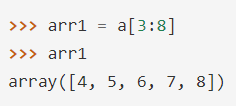 >>> arr1 = a[3:8]
>>> arr1
array([4, 5, 6, 7, 8])